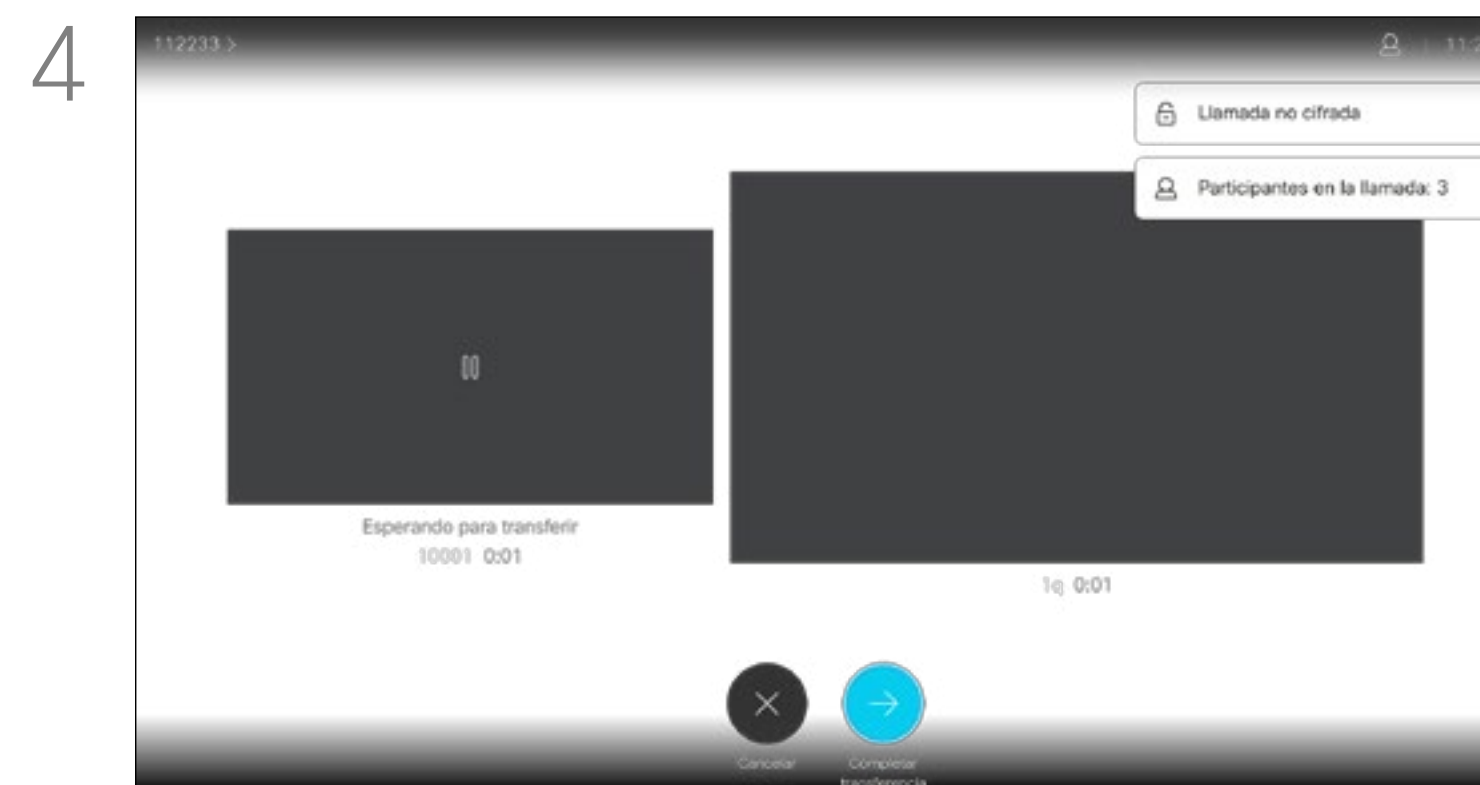 4
112233 >
Llamada no cifrada
Participantes en la llamada: 3
Esperando para transferir
10001 0:01
0:01
Cancelar
Completar
transferencia